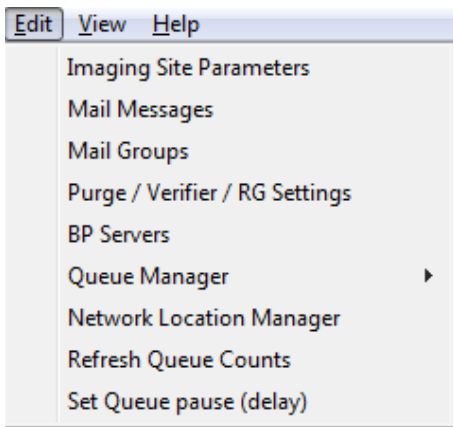 Edit View Help
Imaging Site Parameters
Mail Messages
Mail Groups
Purge / Verifier / RG Settings
BP Servers
Queue Manager
Network Location Manager
Refresh Queue Counts
Set Queue pause (delay)